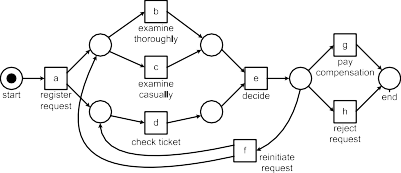 b
examine
thoroughly
g
pay
compensation
a
register
request
c
examine
casually
e
decide
start
end
d
check ticket
h
reject
request
f
reinitiate
request